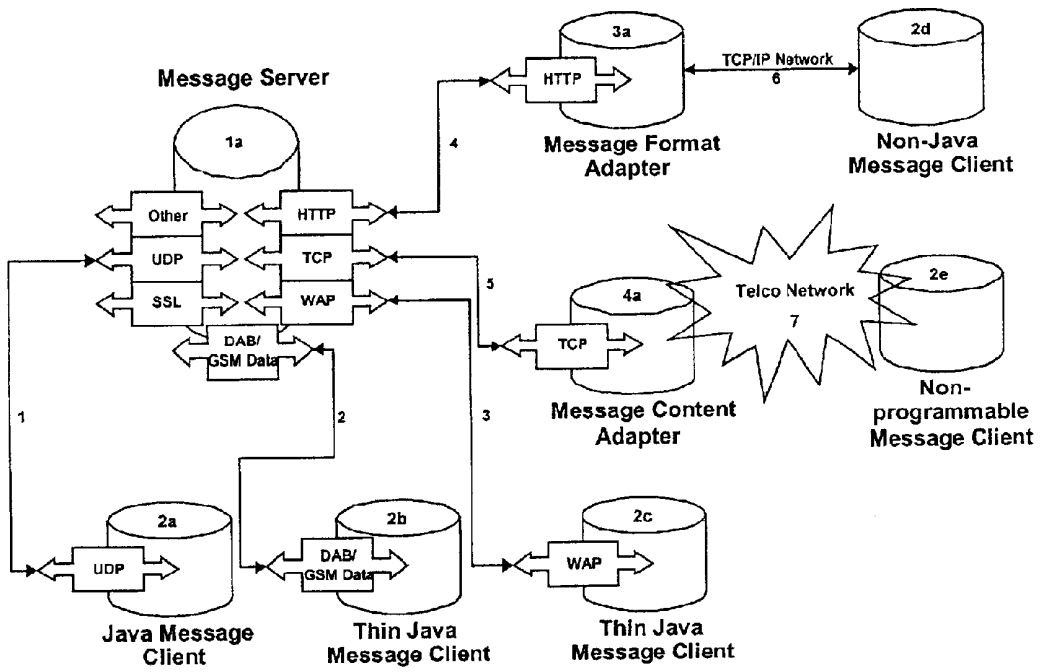 Message Server
1a
Other
HTTP
UDP
TCP
SSL
WAP
DAB/
GSM Data
3a
HTTP
Message Format
Adapter
TCP/IP Network
6
2d
Non-Java
Message Client
4
5
4a
TCP
Message Content
Adapter
Telco Network
7
2e
Non-
programmable
Message Client
1
2
3
2a
UDP
Java Message
Client
2b
DAB/
GSM Data
Thin Java
Message Client
2c
WAP
Thin Java
Message Client